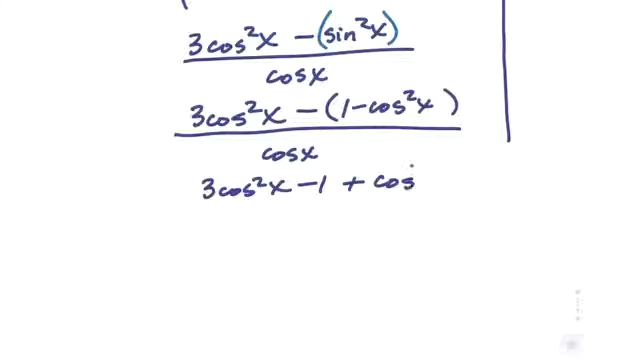 3cos²x - (sin²x)
cosx
3cos²x - (1 - cos²x)
cosx
3cos²x - 1 + cos